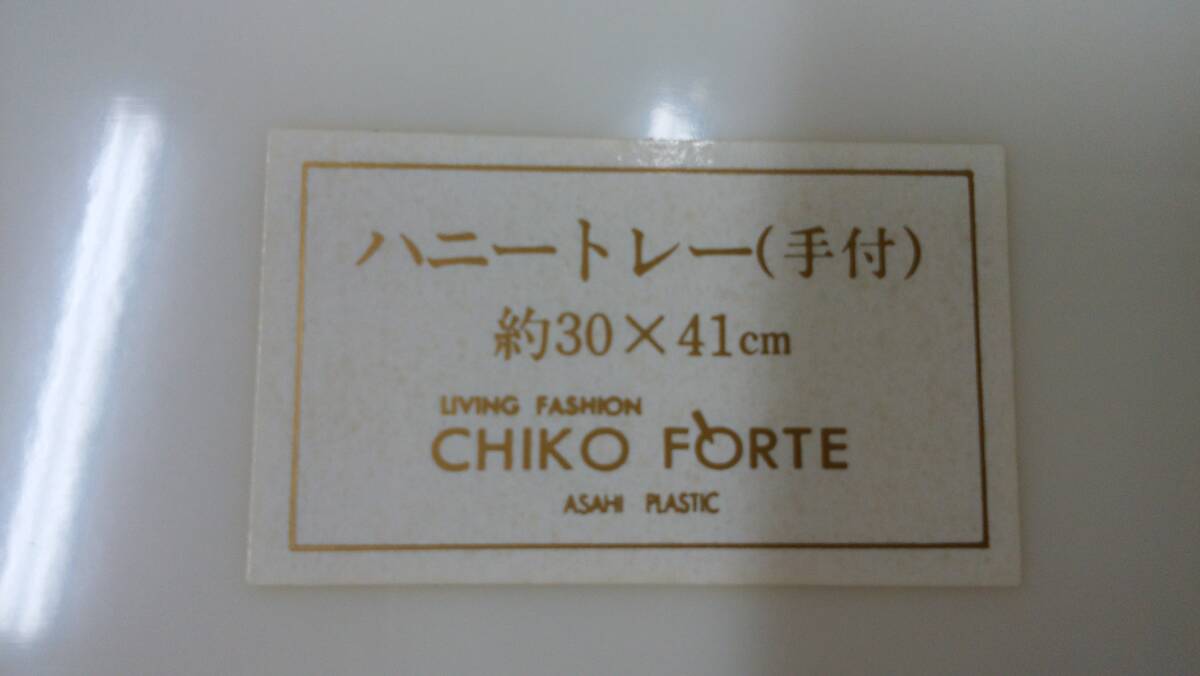 ハニートレー(手付)
約30×41cm
LIVING FASHION
CHIKO FORTE
ASAHI PLASTIC